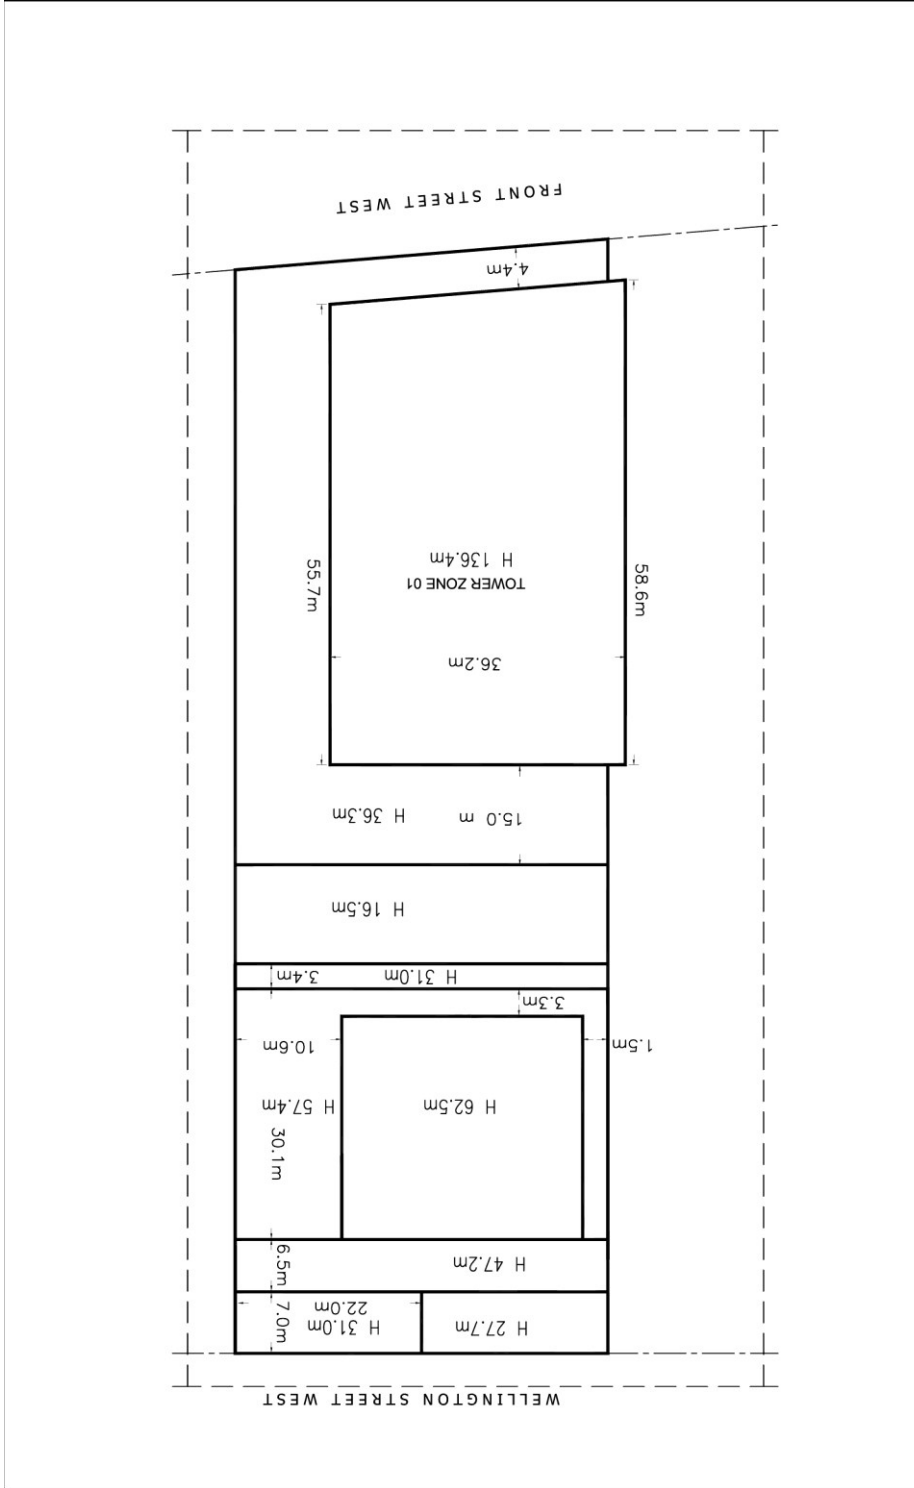 FRONT STREET WEST
4.4m
H 136.4m
TOWER ZONE 01
55.7m
58.6m
36.2m
H 36.3m
15.0 m
H 16.5m
3.4m
H 31.0m
3.3m
10.6m
1.5m
H 57.4m
H 62.5m
30.1m
6.5m
H 47.2m
22.0m
7.0m
H 31.0m
H 27.7m
WELLINGTON STREET WEST